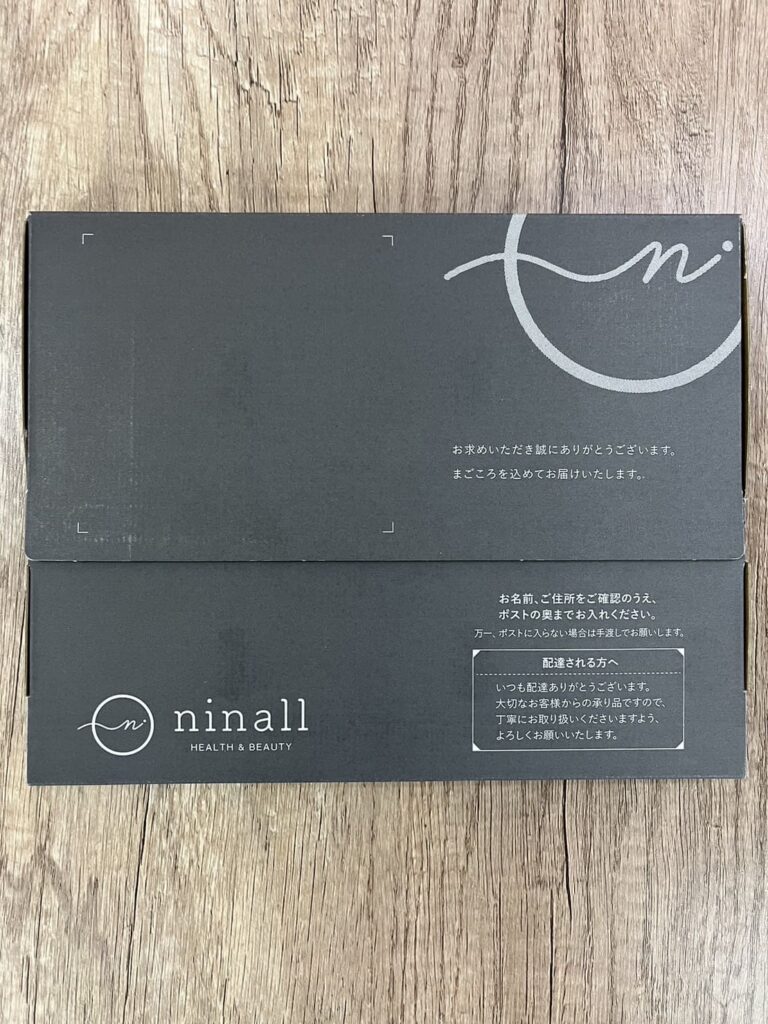 n.
お求めいただき誠にありがとうございます。
まごころを込めてお届けいたします。
お名前、ご住所をご確認のうえ、
ポストの奥までお入れください。
万一、ポストに入らない場合は手渡しでお願いします。
配達される方へ
いつも配達ありがとうございます。
大切なお客様からの承り品ですので、
丁寧にお取り扱いくださいますよう、
よろしくお願いいたします。
n.
ninall
HEALTH & BEAUTY